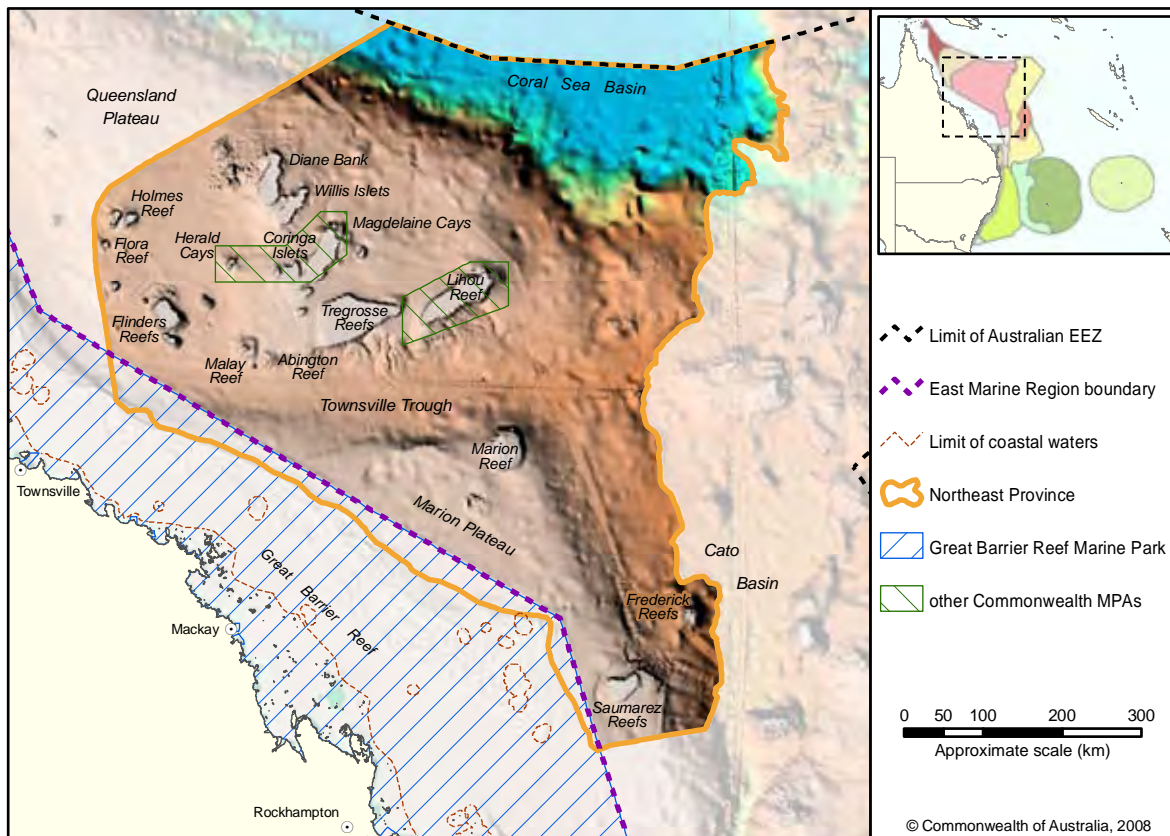 Coral Sea Basin
Queensland
Plateau
Diane Bank
Willis Islets
Holmes
Reef
Magdelaine Cays
Flora
Reef
Herald
Cays
Coringa
Islets
Lihou
Reef
Tregrosse
Reefs
Flinders
Reefs
Malay
Reef
Abington
Reef
Townsville Trough
Marion
Reef
Townsville
Marion Plateau
Great Barrier Reef
Cato
Basin
Mackay
Frederick
Reefs
Saumarez
Reefs
Rockhampton
Limit of Australian EEZ
East Marine Region boundary
Limit of coastal waters
Northeast Province
Great Barrier Reef Marine Park
other Commonwealth MPAs
0 50 100 200 300
Approximate scale (km)
© Commonwealth of Australia, 2008